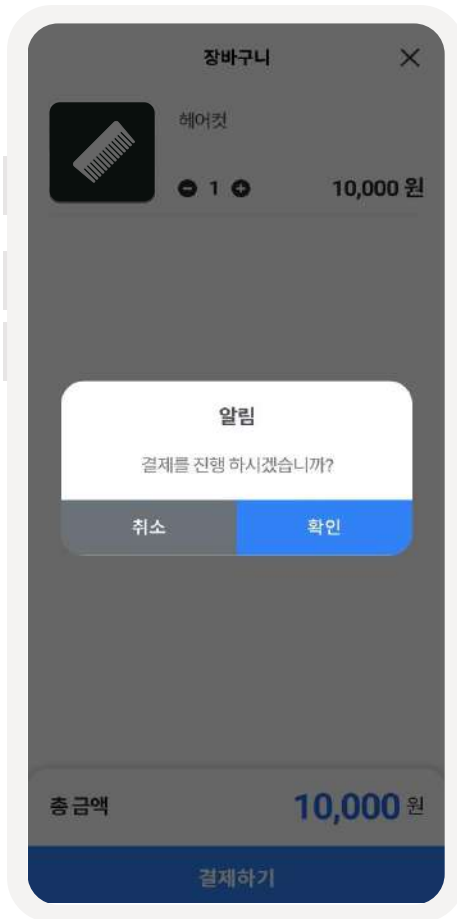 장바구니
헤어컷
1
10,000 원
알림
결제를 진행 하시겠습니까?
취소 확인
총 금액 10,000 원
결제하기